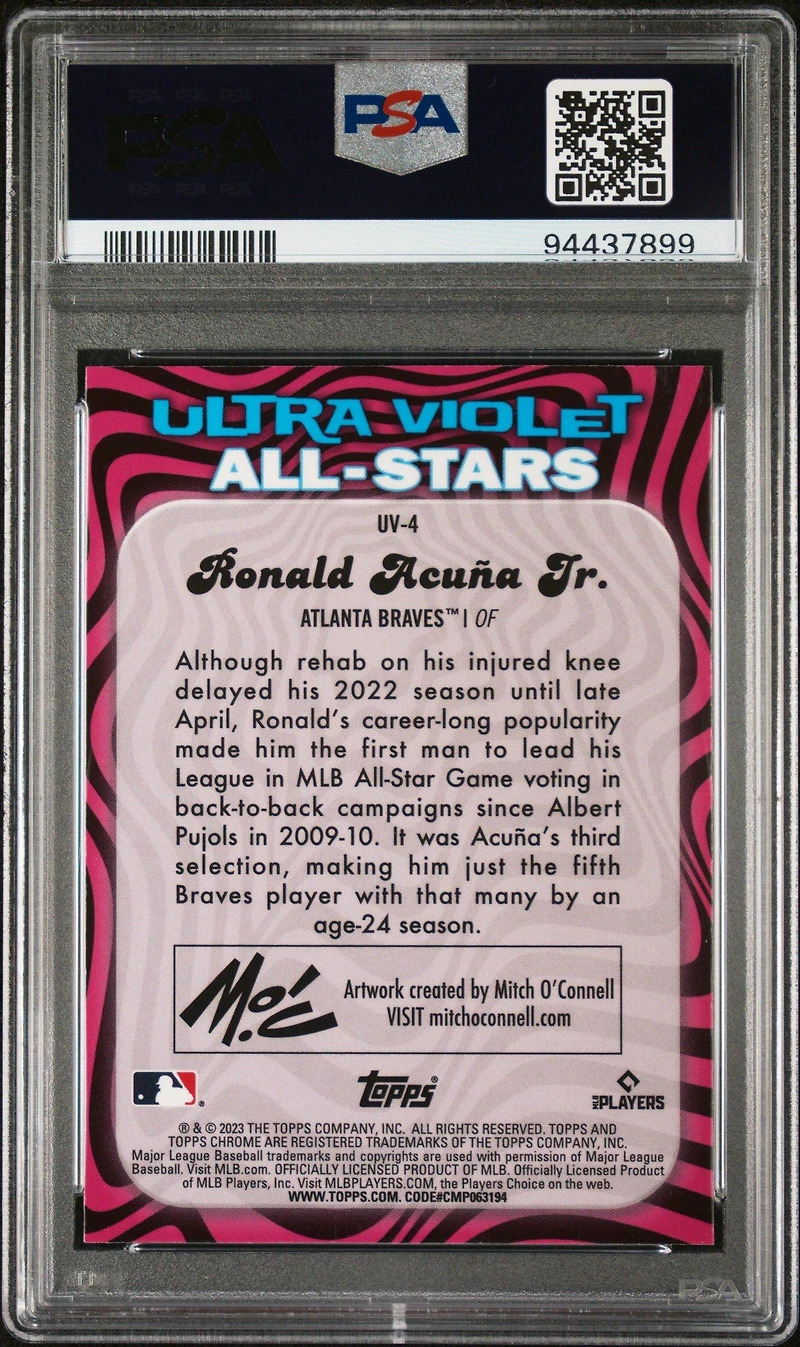 PSA
94437899
ULTRA VIOLET
ALL-STARS
UV-4
Ronald Acuña Jr.
ATLANTA BRAVES™ | OF
Although rehab on his injured knee
delayed his 2022 season until late
April, Ronald's career-long popularity
made him the first man to lead his
League in MLB All-Star Game voting in
back-to-back campaigns since Albert
Pujols in 2009-10. It was Acuña's third
selection, making him just the fifth
Braves player with that many by an
age-24 season.
M.O'C
Artwork created by Mitch O'Connell
VISIT mitchoconnell.com
topps®
MLB PLAYERS
® & © 2023 THE TOPPS COMPANY, INC. ALL RIGHTS RESERVED. TOPPS AND
TOPPS CHROME ARE REGISTERED TRADEMARKS OF THE TOPPS COMPANY, INC.
Major League Baseball trademarks and copyrights are used with permission of Major League
Baseball. Visit MLB.com. OFFICIALLY LICENSED PRODUCT OF MLB. Officially Licensed Product
of MLB Players, Inc. Visit MLBPLAYERS.COM, the Players Choice on the web.
WWW.TOPPS.COM. CODE#CMP063194
PSA